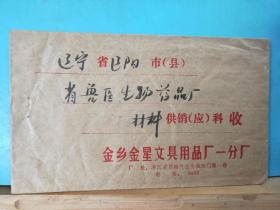 辽宁省辽阳市(县)
省兽医生物药品厂
材料供销(应)科收
金乡金星文具用品厂一分厂